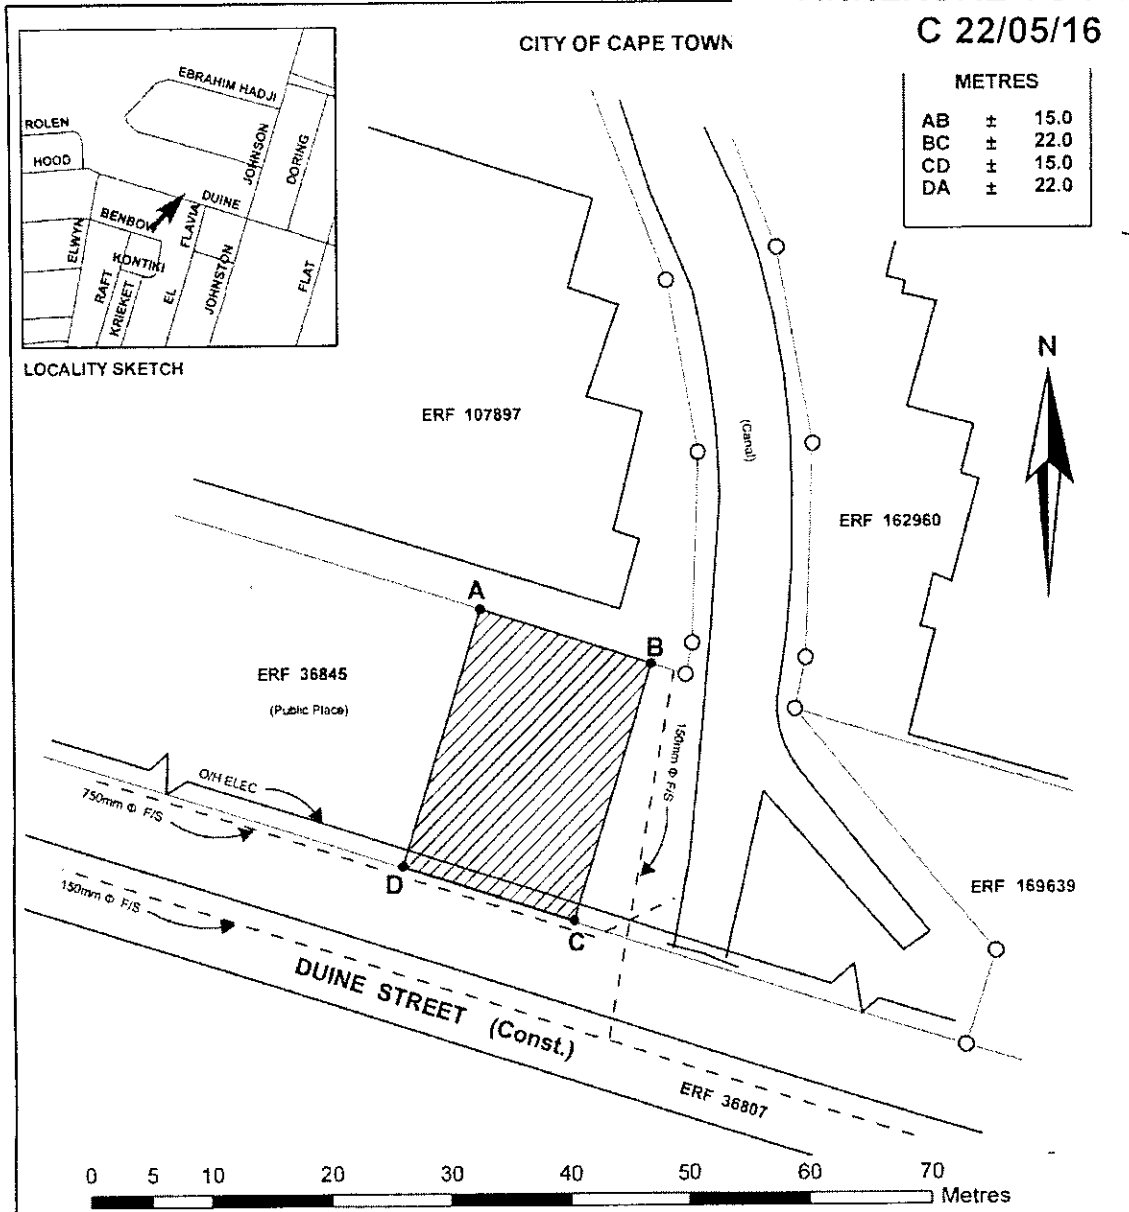 CITY OF CAPE TOWN
C 22/05/16
METRES
AB ± 15.0
BC ± 22.0
CD ± 15.0
DA ± 22.0
EBRAHIM HADJI
ROLEN
HOOD
JOHNSON
DORING
DUINE
BENBOW
FLAVIA
ELWYN
KONTIKI
RAFT
KRIEKET
EL
JOHNSTON
FLAT
LOCALITY SKETCH
N
ERF 107897
(Canal)
ERF 162960
A
B
ERF 36845
(Public Place)
150mm Φ F/S
O/H ELEC
750mm Φ F/S
D
C
ERF 169639
150mm Φ F/S
DUINE STREET (Const.)
ERF 36807
0 5 10 20 30 40 50 60 70 Metres